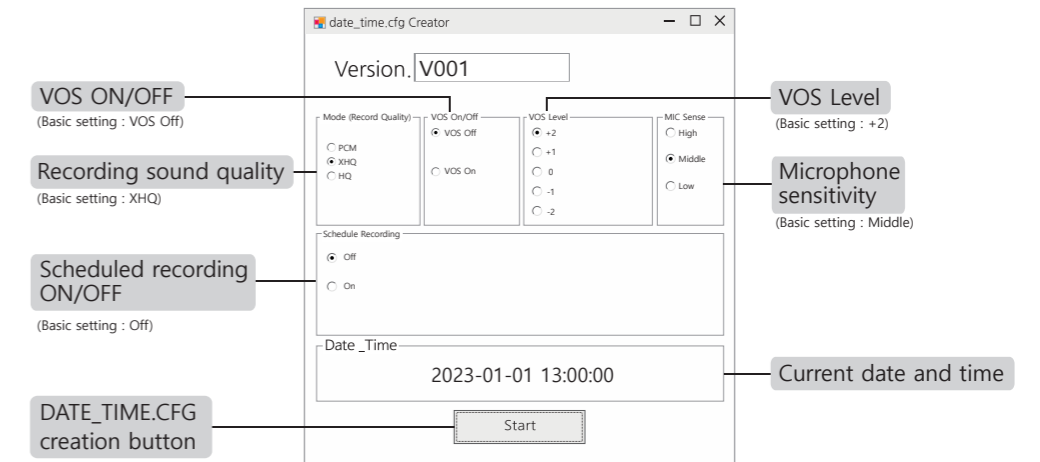 date_time.cfg Creator
Version. V001
VOS ON/OFF
(Basic setting : VOS Off)
VOS Level
(Basic setting : +2)
Mode (Record Quality)
PCM
XHQ
HQ
VOS On/Off
VOS Off
VOS On
VOS Level
+2
+1
0
-1
-2
MIC Sense
High
Middle
Low
Recording sound quality
(Basic setting : XHQ)
Microphone
sensitivity
(Basic setting : Middle)
Schedule Recording
Off
On
Scheduled recording
ON/OFF
(Basic setting : Off)
Date _Time
2023-01-01 13:00:00
Current date and time
DATE_TIME.CFG
creation button
Start